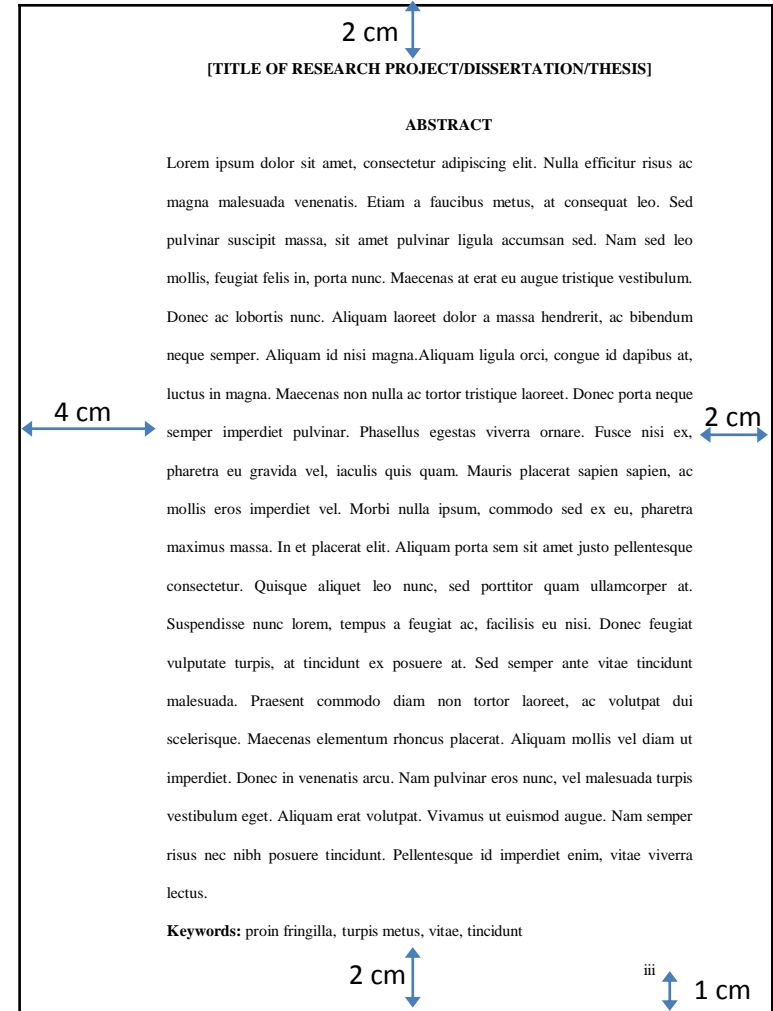 2 cm
[TITLE OF RESEARCH PROJECT/DISSERTATION/THESIS]
ABSTRACT
Lorem ipsum dolor sit amet, consectetur adipiscing elit. Nulla efficitur risus ac
magna malesuada venenatis. Etiam a faucibus metus, at consequat leo. Sed
pulvinar suscipit massa, sit amet pulvinar ligula accumsan sed. Nam sed leo
mollis, feugiat felis in, porta nunc. Maecenas at erat eu augue tristique vestibulum.
Donec ac lobortis nunc. Aliquam laoreet dolor a massa hendrerit, ac bibendum
neque semper. Aliquam id nisi magna.Aliquam ligula orci, congue id dapibus at,
luctus in magna. Maecenas non nulla ac tortor tristique laoreet. Donec porta neque
4 cm
2 cm
semper imperdiet pulvinar. Phasellus egestas viverra ornare. Fusce nisi ex,
pharetra eu gravida vel, iaculis quis quam. Mauris placerat sapien sapien, ac
mollis eros imperdiet vel. Morbi nulla ipsum, commodo sed ex eu, pharetra
maximus massa. In et placerat elit. Aliquam porta sem sit amet justo pellentesque
consectetur. Quisque aliquet leo nunc, sed porttitor quam ullamcorper at.
Suspendisse nunc lorem, tempus a feugiat ac, facilisis eu nisi. Donec feugiat
vulputate turpis, at tincidunt ex posuere at. Sed semper ante vitae tincidunt
malesuada. Praesent commodo diam non tortor laoreet, ac volutpat dui
scelerisque. Maecenas elementum rhoncus placerat. Aliquam mollis vel diam ut
imperdiet. Donec in venenatis arcu. Nam pulvinar eros nunc, vel malesuada turpis
vestibulum eget. Aliquam erat volutpat. Vivamus ut euismod augue. Nam semper
risus nec nibh posuere tincidunt. Pellentesque id imperdiet enim, vitae viverra
lectus.
Keywords: proin fringilla, turpis metus, vitae, tincidunt
2 cm
iii
1 cm